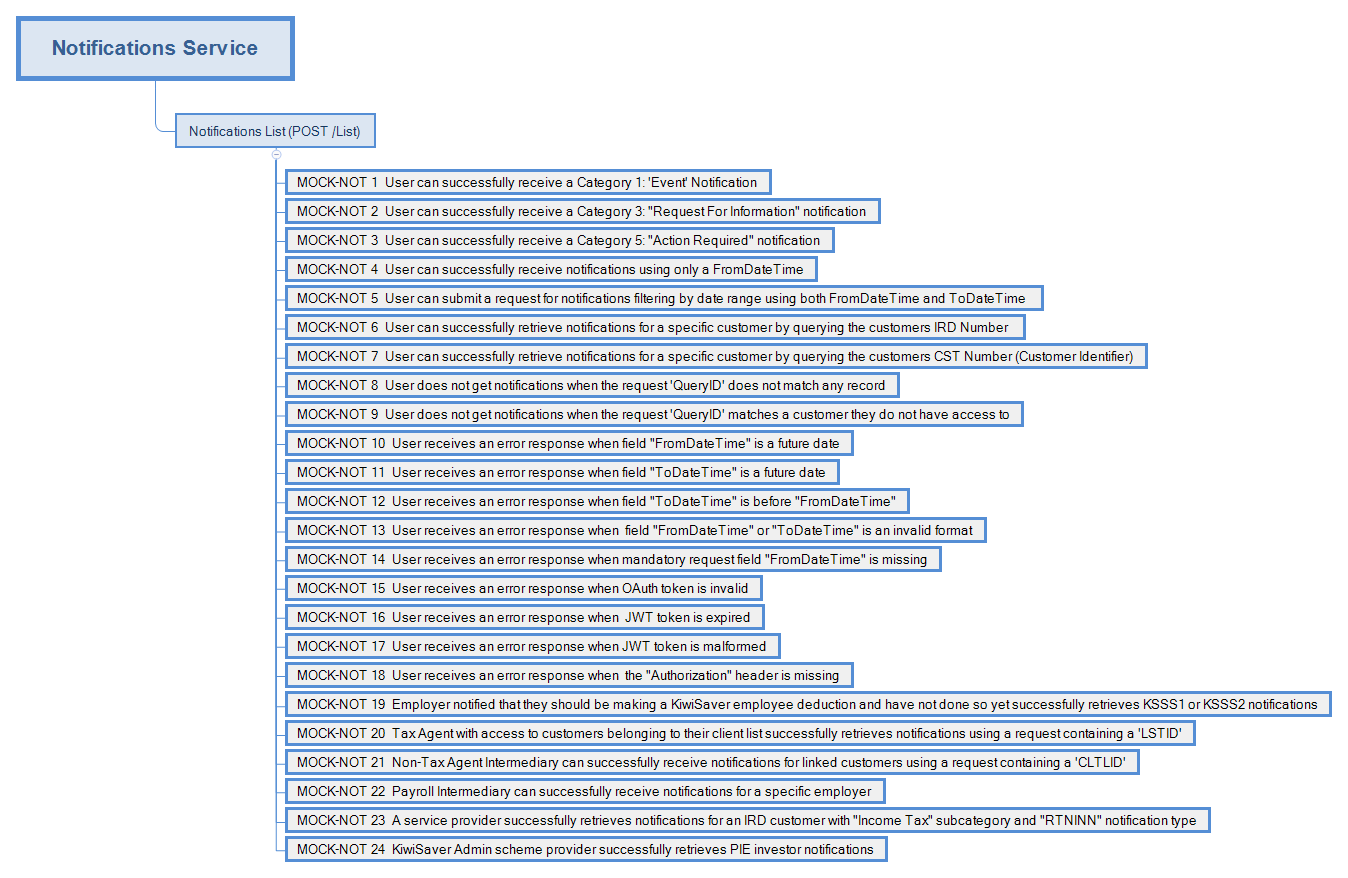 Notifications Service
Notifications List (POST /List)
MOCK-NOT 1 User can successfully receive a Category 1: 'Event' Notification
MOCK-NOT 2 User can successfully receive a Category 3: "Request For Information" notification
MOCK-NOT 3 User can successfully receive a Category 5: "Action Required" notification
MOCK-NOT 4 User can successfully receive notifications using only a FromDateTime
MOCK-NOT 5 User can submit a request for notifications filtering by date range using both FromDateTime and ToDateTime
MOCK-NOT 6 User can successfully retrieve notifications for a specific customer by querying the customers IRD Number
MOCK-NOT 7 User can successfully retrieve notifications for a specific customer by querying the customers CST Number (Customer Identifier)
MOCK-NOT 8 User does not get notifications when the request 'QueryID' does not match any record
MOCK-NOT 9 User does not get notifications when the request 'QueryID' matches a customer they do not have access to
MOCK-NOT 10 User receives an error response when field "FromDateTime" is a future date
MOCK-NOT 11 User receives an error response when field "ToDateTime" is a future date
MOCK-NOT 12 User receives an error response when field "ToDateTime" is before "FromDateTime"
MOCK-NOT 13 User receives an error response when field "FromDateTime" or "ToDateTime" is an invalid format
MOCK-NOT 14 User receives an error response when mandatory request field "FromDateTime" is missing
MOCK-NOT 15 User receives an error response when OAuth token is invalid
MOCK-NOT 16 User receives an error response when JWT token is expired
MOCK-NOT 17 User receives an error response when JWT token is malformed
MOCK-NOT 18 User receives an error response when the "Authorization" header is missing
MOCK-NOT 19 Employer notified that they should be making a KiwiSaver employee deduction and have not done so yet successfully retrieves KSSS1 or KSSS2 notifications
MOCK-NOT 20 Tax Agent with access to customers belonging to their client list successfully retrieves notifications using a request containing a 'LSTID'
MOCK-NOT 21 Non-Tax Agent Intermediary can successfully receive notifications for linked customers using a request containing a 'CLTLID'
MOCK-NOT 22 Payroll Intermediary can successfully receive notifications for a specific employer
MOCK-NOT 23 A service provider successfully retrieves notifications for an IRD customer with "Income Tax" subcategory and "RTNINN" notification type
MOCK-NOT 24 KiwiSaver Admin scheme provider successfully retrieves PIE investor notifications